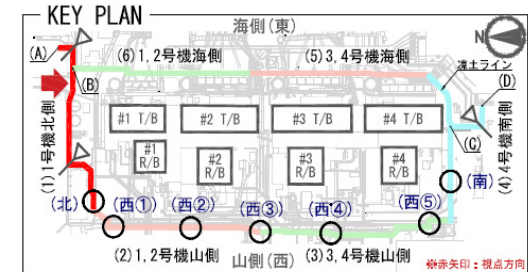 KEY PLAN
海側(東)
N
(A)
(6)1,2号機海側
(5)3,4号機海側
凍土ライン
(B)
(D)
#1 T/B
#2 T/B
#3 T/B
#4 T/B
(C)
(1)1号機北側
(4)4号機南側
#1
R/B
#2
R/B
#3
R/B
#4
R/B
(北)
(西①)
(西②)
(西③)
(西④)
(西⑤)
(南)
(2)1,2号機山側
山側(西)
(3)3,4号機山側
※赤矢印:視点方向